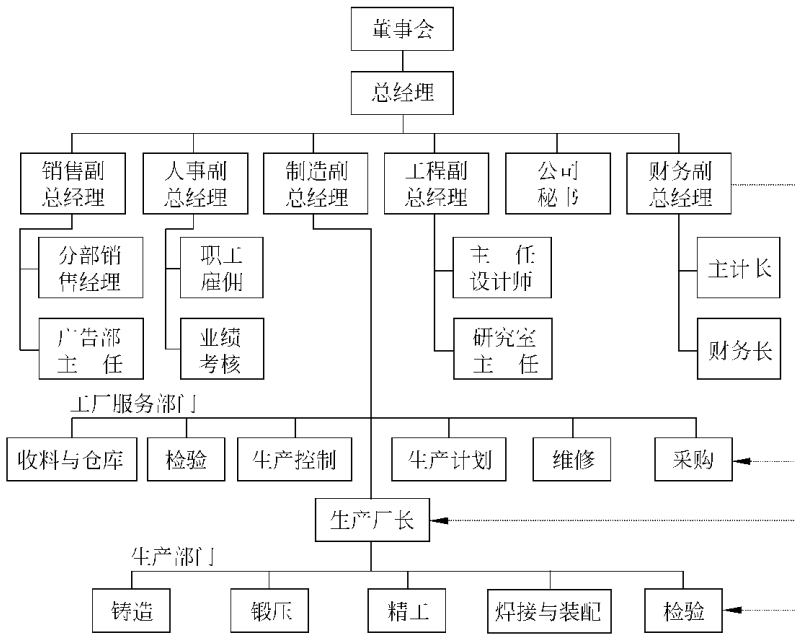 董事会
总经理
销售副
总经理
人事副
总经理
制造副
总经理
工程副
总经理
公司
秘书
财务副
总经理
分部销
售经理
职工
雇佣
主 任
设计师
主计长
广告部
主 任
业绩
考核
研究室
主 任
财务长
工厂服务部门
收料与仓库
检验
生产控制
生产计划
维修
采购
生产厂长
生产部门
铸造
锻压
精工
焊接与装配
检验